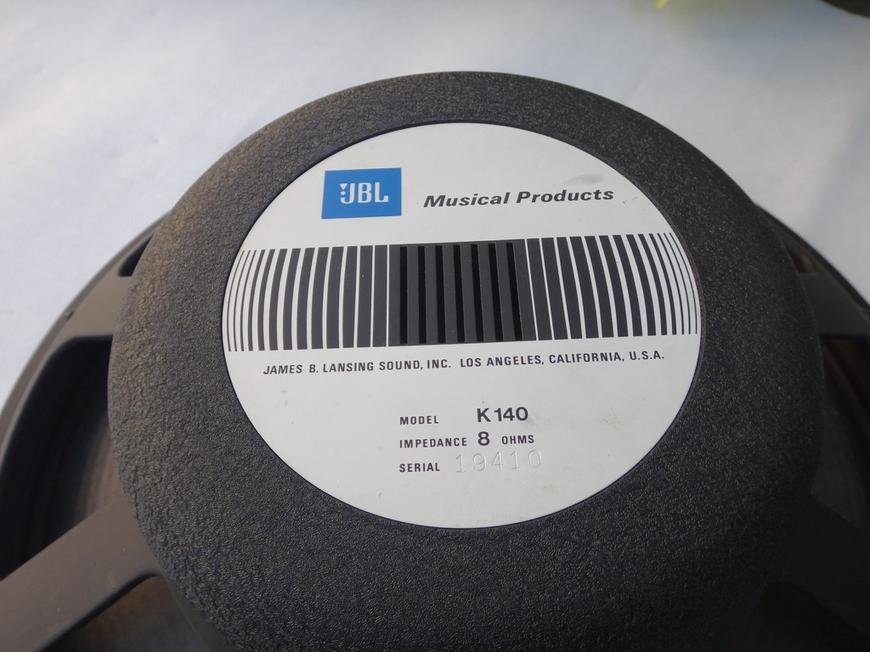 JBL
Musical Products
JAMES B. LANSING SOUND, INC. LOS ANGELES, CALIFORNIA, U.S.A.
MODEL K140
IMPEDANCE 8 OHMS
SERIAL 19410